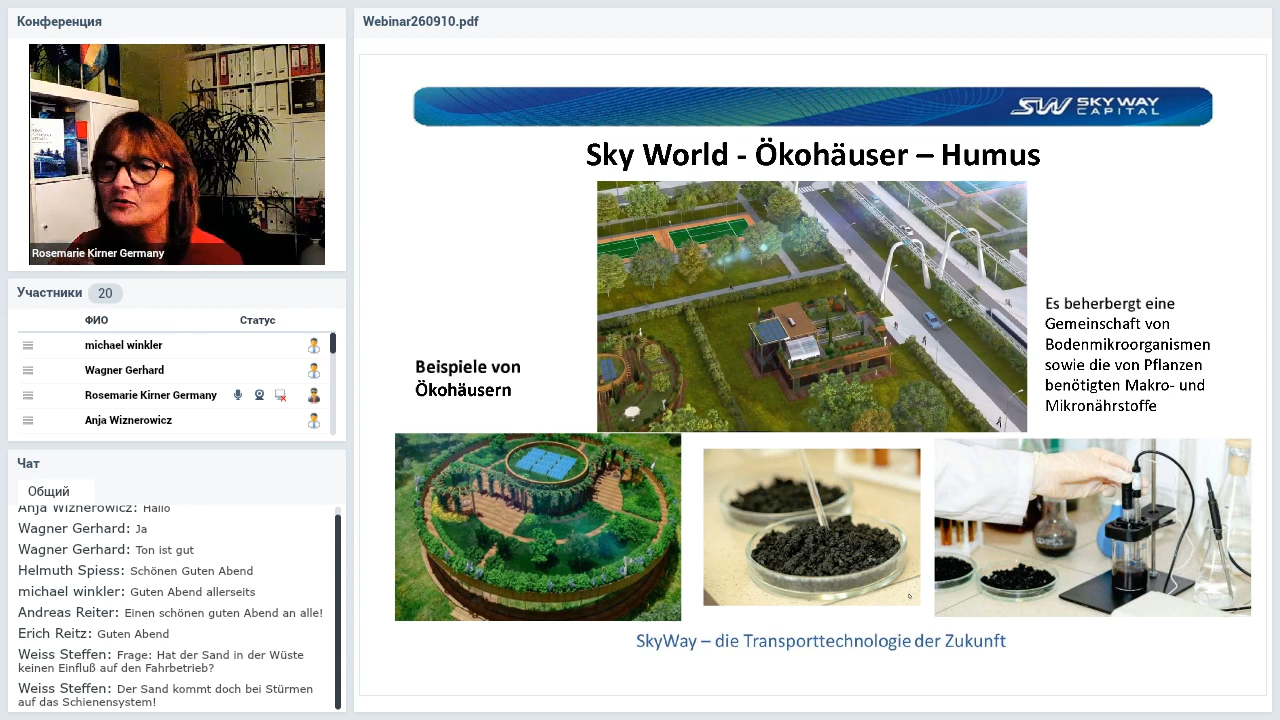 Конференция
Rosemarie Kirner Germany
Участники 20
ФИО Статус
michael winkler
Wagner Gerhard
Rosemarie Kirner Germany
Anja Wiznerowicz
Чат
Общий
Anja Wiznerowicz: Hallo
Wagner Gerhard: Ja
Wagner Gerhard: Ton ist gut
Helmuth Spiess: Schönen Guten Abend
michael winkler: Guten Abend allerseits
Andreas Reiter: Einen schönen guten Abend an alle!
Erich Reitz: Guten Abend
Weiss Steffen: Frage: Hat der Sand in der Wüste
keinen Einfluß auf den Fahrbetrieb?
Weiss Steffen: Der Sand kommt doch bei Stürmen
auf das Schienensystem!
Webinar260910.pdf
SW SKY WAY
CAPITAL
Sky World - Ökohäuser – Humus
Beispiele von
Ökohäusern
Es beherbergt eine
Gemeinschaft von
Bodenmikroorganismen
sowie die von Pflanzen
benötigten Makro- und
Mikronährstoffe
SkyWay – die Transporttechnologie der Zukunft